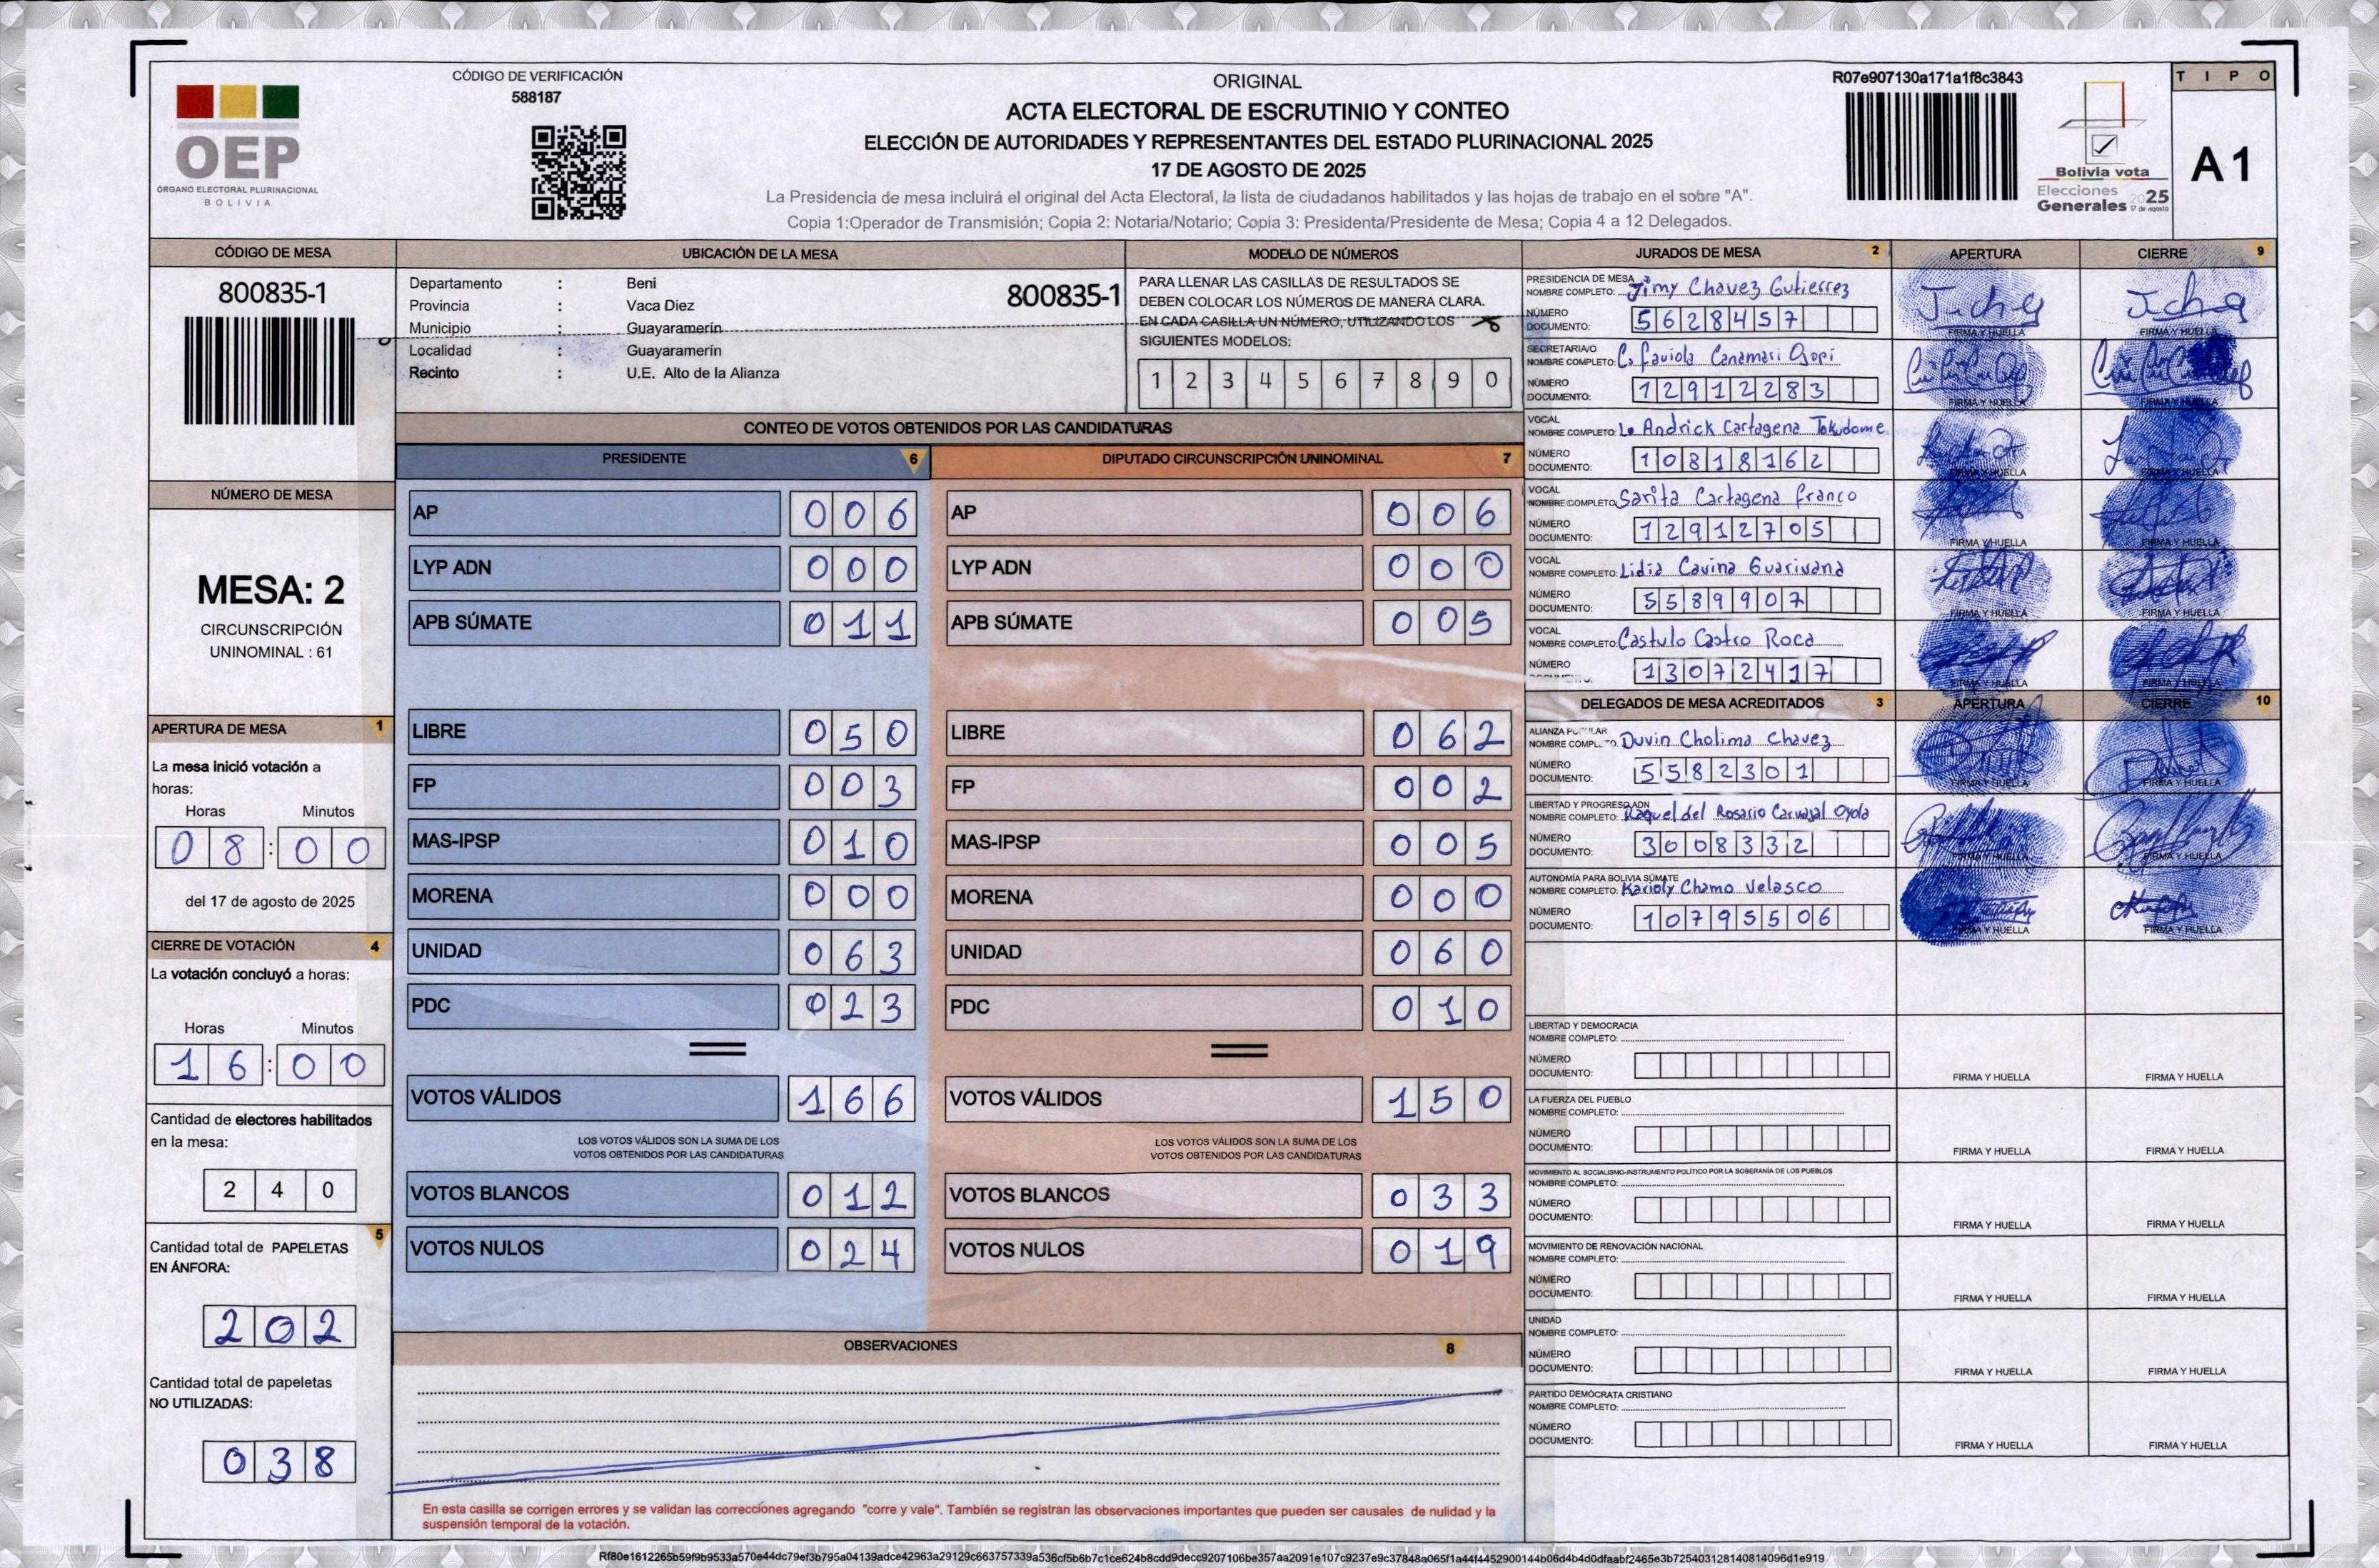 CÓDIGO DE VERIFICACIÓN
588187
OEP
ÓRGANO ELECTORAL PLURINACIONAL
BOLIVIA
ORIGINAL
ACTA ELECTORAL DE ESCRUTINIO Y CONTEO
ELECCIÓN DE AUTORIDADES Y REPRESENTANTES DEL ESTADO PLURINACIONAL 2025
17 DE AGOSTO DE 2025
La Presidencia de mesa incluirá el original del Acta Electoral, la lista de ciudadanos habilitados y las hojas de trabajo en el sobre "A".
Copia 1:Operador de Transmisión; Copia 2: Notaria/Notario; Copia 3: Presidenta/Presidente de Mesa; Copia 4 a 12 Delegados.
R07e907130a171a1f8c3843
Bolivia vota
Elecciones
Generales 2025
17 de agosto
TIPO
A1
CÓDIGO DE MESA
800835-1
NÚMERO DE MESA
MESA: 2
CIRCUNSCRIPCIÓN
UNINOMINAL : 61
APERTURA DE MESA 1
La mesa inició votación a
horas:
Horas Minutos
08:00
del 17 de agosto de 2025
CIERRE DE VOTACIÓN 4
La votación concluyó a horas:
Horas Minutos
16:00
Cantidad de electores habilitados
en la mesa:
240
5
Cantidad total de PAPELETAS
EN ÁNFORA:
202
Cantidad total de papeletas
NO UTILIZADAS:
038
UBICACIÓN DE LA MESA
Departamento : Beni
800835-1
Provincia : Vaca Diez
Municipio : Guayaramerín
Localidad : Guayaramerín
Recinto : U.E. Alto de la Alianza
MODELO DE NÚMEROS
PARA LLENAR LAS CASILLAS DE RESULTADOS SE
DEBEN COLOCAR LOS NÚMEROS DE MANERA CLARA.
EN CADA CASILLA UN NÚMERO, UTILIZANDO LOS
SIGUIENTES MODELOS:
1 2 3 4 5 6 7 8 9 0
CONTEO DE VOTOS OBTENIDOS POR LAS CANDIDATURAS
PRESIDENTE 6
AP 006
LYP ADN 000
APB SÚMATE 011
LIBRE 050
FP 003
MAS-IPSP 010
MORENA 000
UNIDAD 063
PDC 023
VOTOS VÁLIDOS 166
LOS VOTOS VÁLIDOS SON LA SUMA DE LOS
VOTOS OBTENIDOS POR LAS CANDIDATURAS
VOTOS BLANCOS 012
VOTOS NULOS 024
DIPUTADO CIRCUNSCRIPCIÓN UNINOMINAL 7
AP 006
LYP ADN 000
APB SÚMATE 005
LIBRE 062
FP 002
MAS-IPSP 005
MORENA 000
UNIDAD 060
PDC 010
VOTOS VÁLIDOS 150
LOS VOTOS VÁLIDOS SON LA SUMA DE LOS
VOTOS OBTENIDOS POR LAS CANDIDATURAS
VOTOS BLANCOS 033
VOTOS NULOS 019
OBSERVACIONES 8
En esta casilla se corrigen errores y se validan las correcciones agregando "corre y vale". También se registran las observaciones importantes que pueden ser causales de nulidad y la
suspensión temporal de la votación.
JURADOS DE MESA 2 APERTURA CIERRE 9
PRESIDENCIA DE MESA
NOMBRE COMPLETO: Jimy Chavez Gutierrez
NÚMERO
DOCUMENTO: 5628457
FIRMA Y HUELLA FIRMA Y HUELLA
SECRETARIA/O
NOMBRE COMPLETO: Faviola Canamari
NÚMERO
DOCUMENTO: 12912283
FIRMA Y HUELLA FIRMA Y HUELLA
VOCAL
NOMBRE COMPLETO: Lo Andrick Cartagena Tokudome
NÚMERO
DOCUMENTO: 10818162
FIRMA Y HUELLA FIRMA Y HUELLA
VOCAL
NOMBRE COMPLETO: Sarita Cartagena Franco
NÚMERO
DOCUMENTO: 12912705
FIRMA Y HUELLA FIRMA Y HUELLA
VOCAL
NOMBRE COMPLETO: Lidia Cavina Guarivana
NÚMERO
DOCUMENTO: 5589907
FIRMA Y HUELLA FIRMA Y HUELLA
VOCAL
NOMBRE COMPLETO: Castulo Castro Roca
NÚMERO
13072417
FIRMA Y HUELLA FIRMA Y HUELLA
DELEGADOS DE MESA ACREDITADOS 3 APERTURA CIERRE 10
ALIANZA POPULAR
NOMBRE COMPLETO: Duvin Cholima Chavez
NÚMERO
DOCUMENTO: 5582301
FIRMA Y HUELLA FIRMA Y HUELLA
LIBERTAD Y PROGRESO ADN
NOMBRE COMPLETO: Raquel del Rosario Carvajal Oyola
NÚMERO
DOCUMENTO: 3008332
FIRMA Y HUELLA FIRMA Y HUELLA
AUTONOMÍA PARA BOLIVIA SÚMATE
NOMBRE COMPLETO: Karioly Chamo Velasco
NÚMERO
DOCUMENTO: 10795506
FIRMA Y HUELLA FIRMA Y HUELLA
LIBERTAD Y DEMOCRACIA
NOMBRE COMPLETO:
NÚMERO
DOCUMENTO:
FIRMA Y HUELLA FIRMA Y HUELLA
LA FUERZA DEL PUEBLO
NOMBRE COMPLETO:
NÚMERO
DOCUMENTO:
FIRMA Y HUELLA FIRMA Y HUELLA
MOVIMIENTO AL SOCIALISMO-INSTRUMENTO POLÍTICO POR LA SOBERANÍA DE LOS PUEBLOS
NOMBRE COMPLETO:
NÚMERO
DOCUMENTO:
FIRMA Y HUELLA FIRMA Y HUELLA
MOVIMIENTO DE RENOVACIÓN NACIONAL
NOMBRE COMPLETO:
NÚMERO
DOCUMENTO:
FIRMA Y HUELLA FIRMA Y HUELLA
UNIDAD
NOMBRE COMPLETO:
NÚMERO
DOCUMENTO:
FIRMA Y HUELLA FIRMA Y HUELLA
PARTIDO DEMÓCRATA CRISTIANO
NOMBRE COMPLETO:
NÚMERO
DOCUMENTO:
FIRMA Y HUELLA FIRMA Y HUELLA